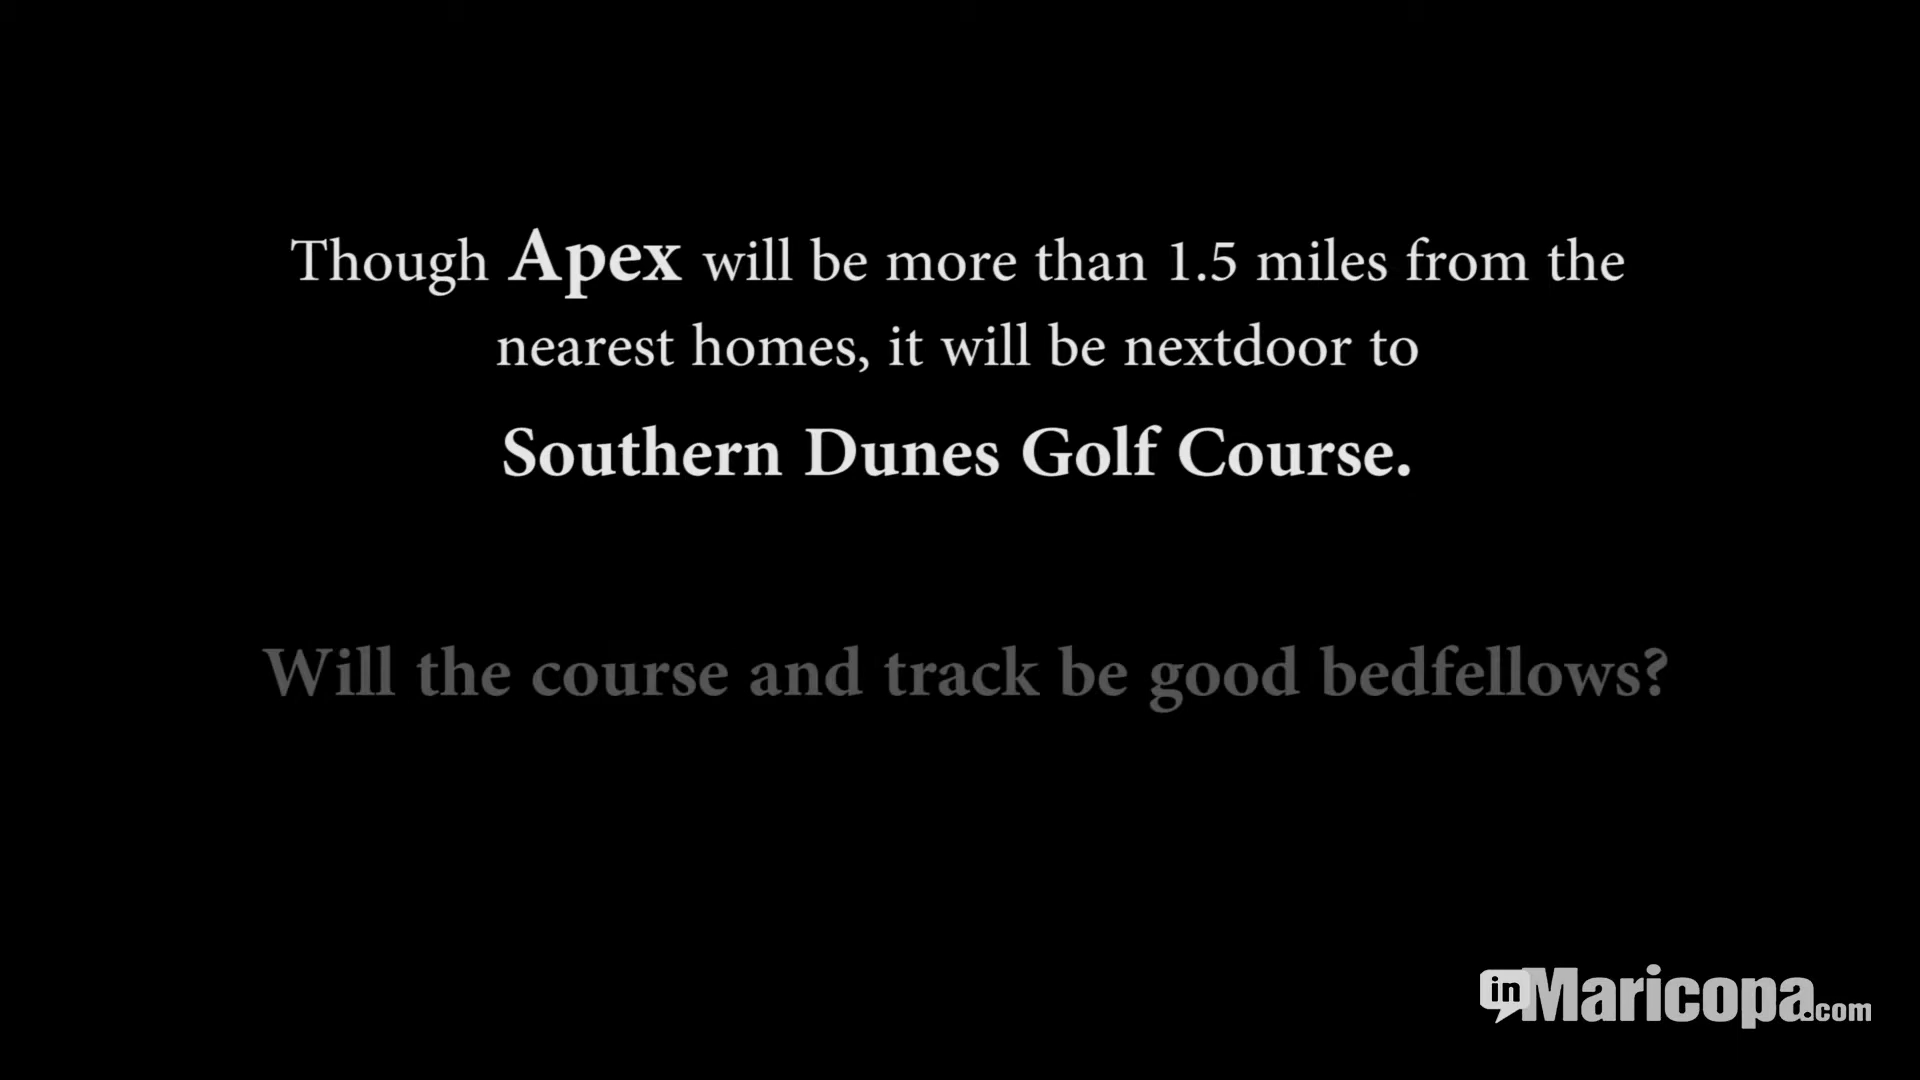 Though Apex will be more than 1.5 miles from the
nearest homes, it will be nextdoor to
Southern Dunes Golf Course.
Will the course and track be good bedfellows?
inMaricopa.com